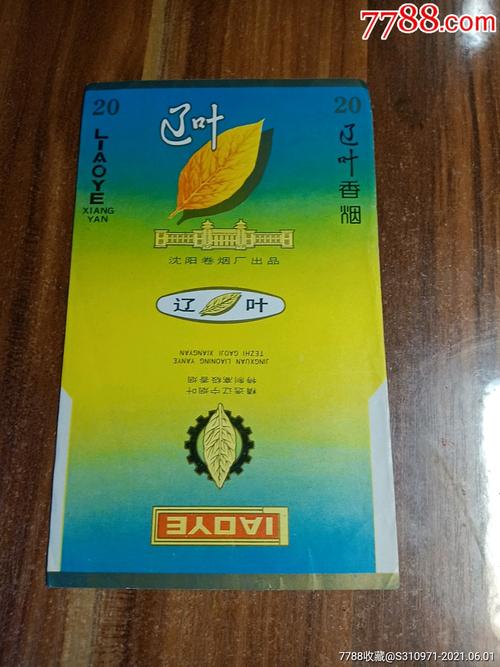 7788.com
20
LIAOYE
XIANG
YAN
辽叶
20
辽叶香烟
沈阳卷烟厂出品
辽叶
JINGXUAN LIAONING YANYE
TEZHI GAOJI XIANGYAN
精选辽宁烟叶
特制高级香烟
LIAOYE
7788收藏@S310971-2021.06.01